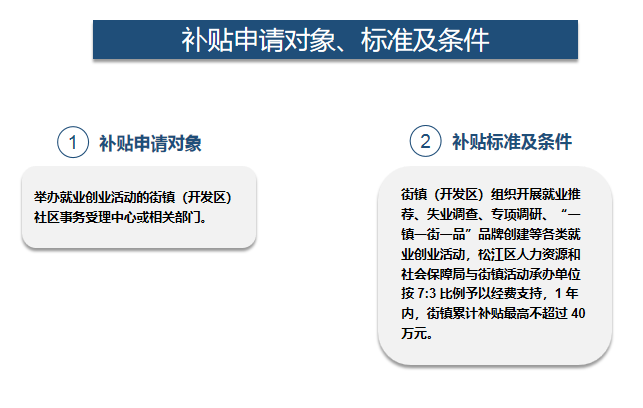 补贴申请对象、标准及条件
1 补贴申请对象
举办就业创业活动的街镇（开发区）
社区事务受理中心或相关部门。
2 补贴标准及条件
街镇（开发区）组织开展就业推
荐、失业调查、专项调研、“一
镇一街一品”品牌创建等各类就
业创业活动，松江区人力资源和
社会保障局与街镇活动承办单位
按 7:3 比例予以经费支持，1 年
内，街镇累计补贴最高不超过 40
万元。